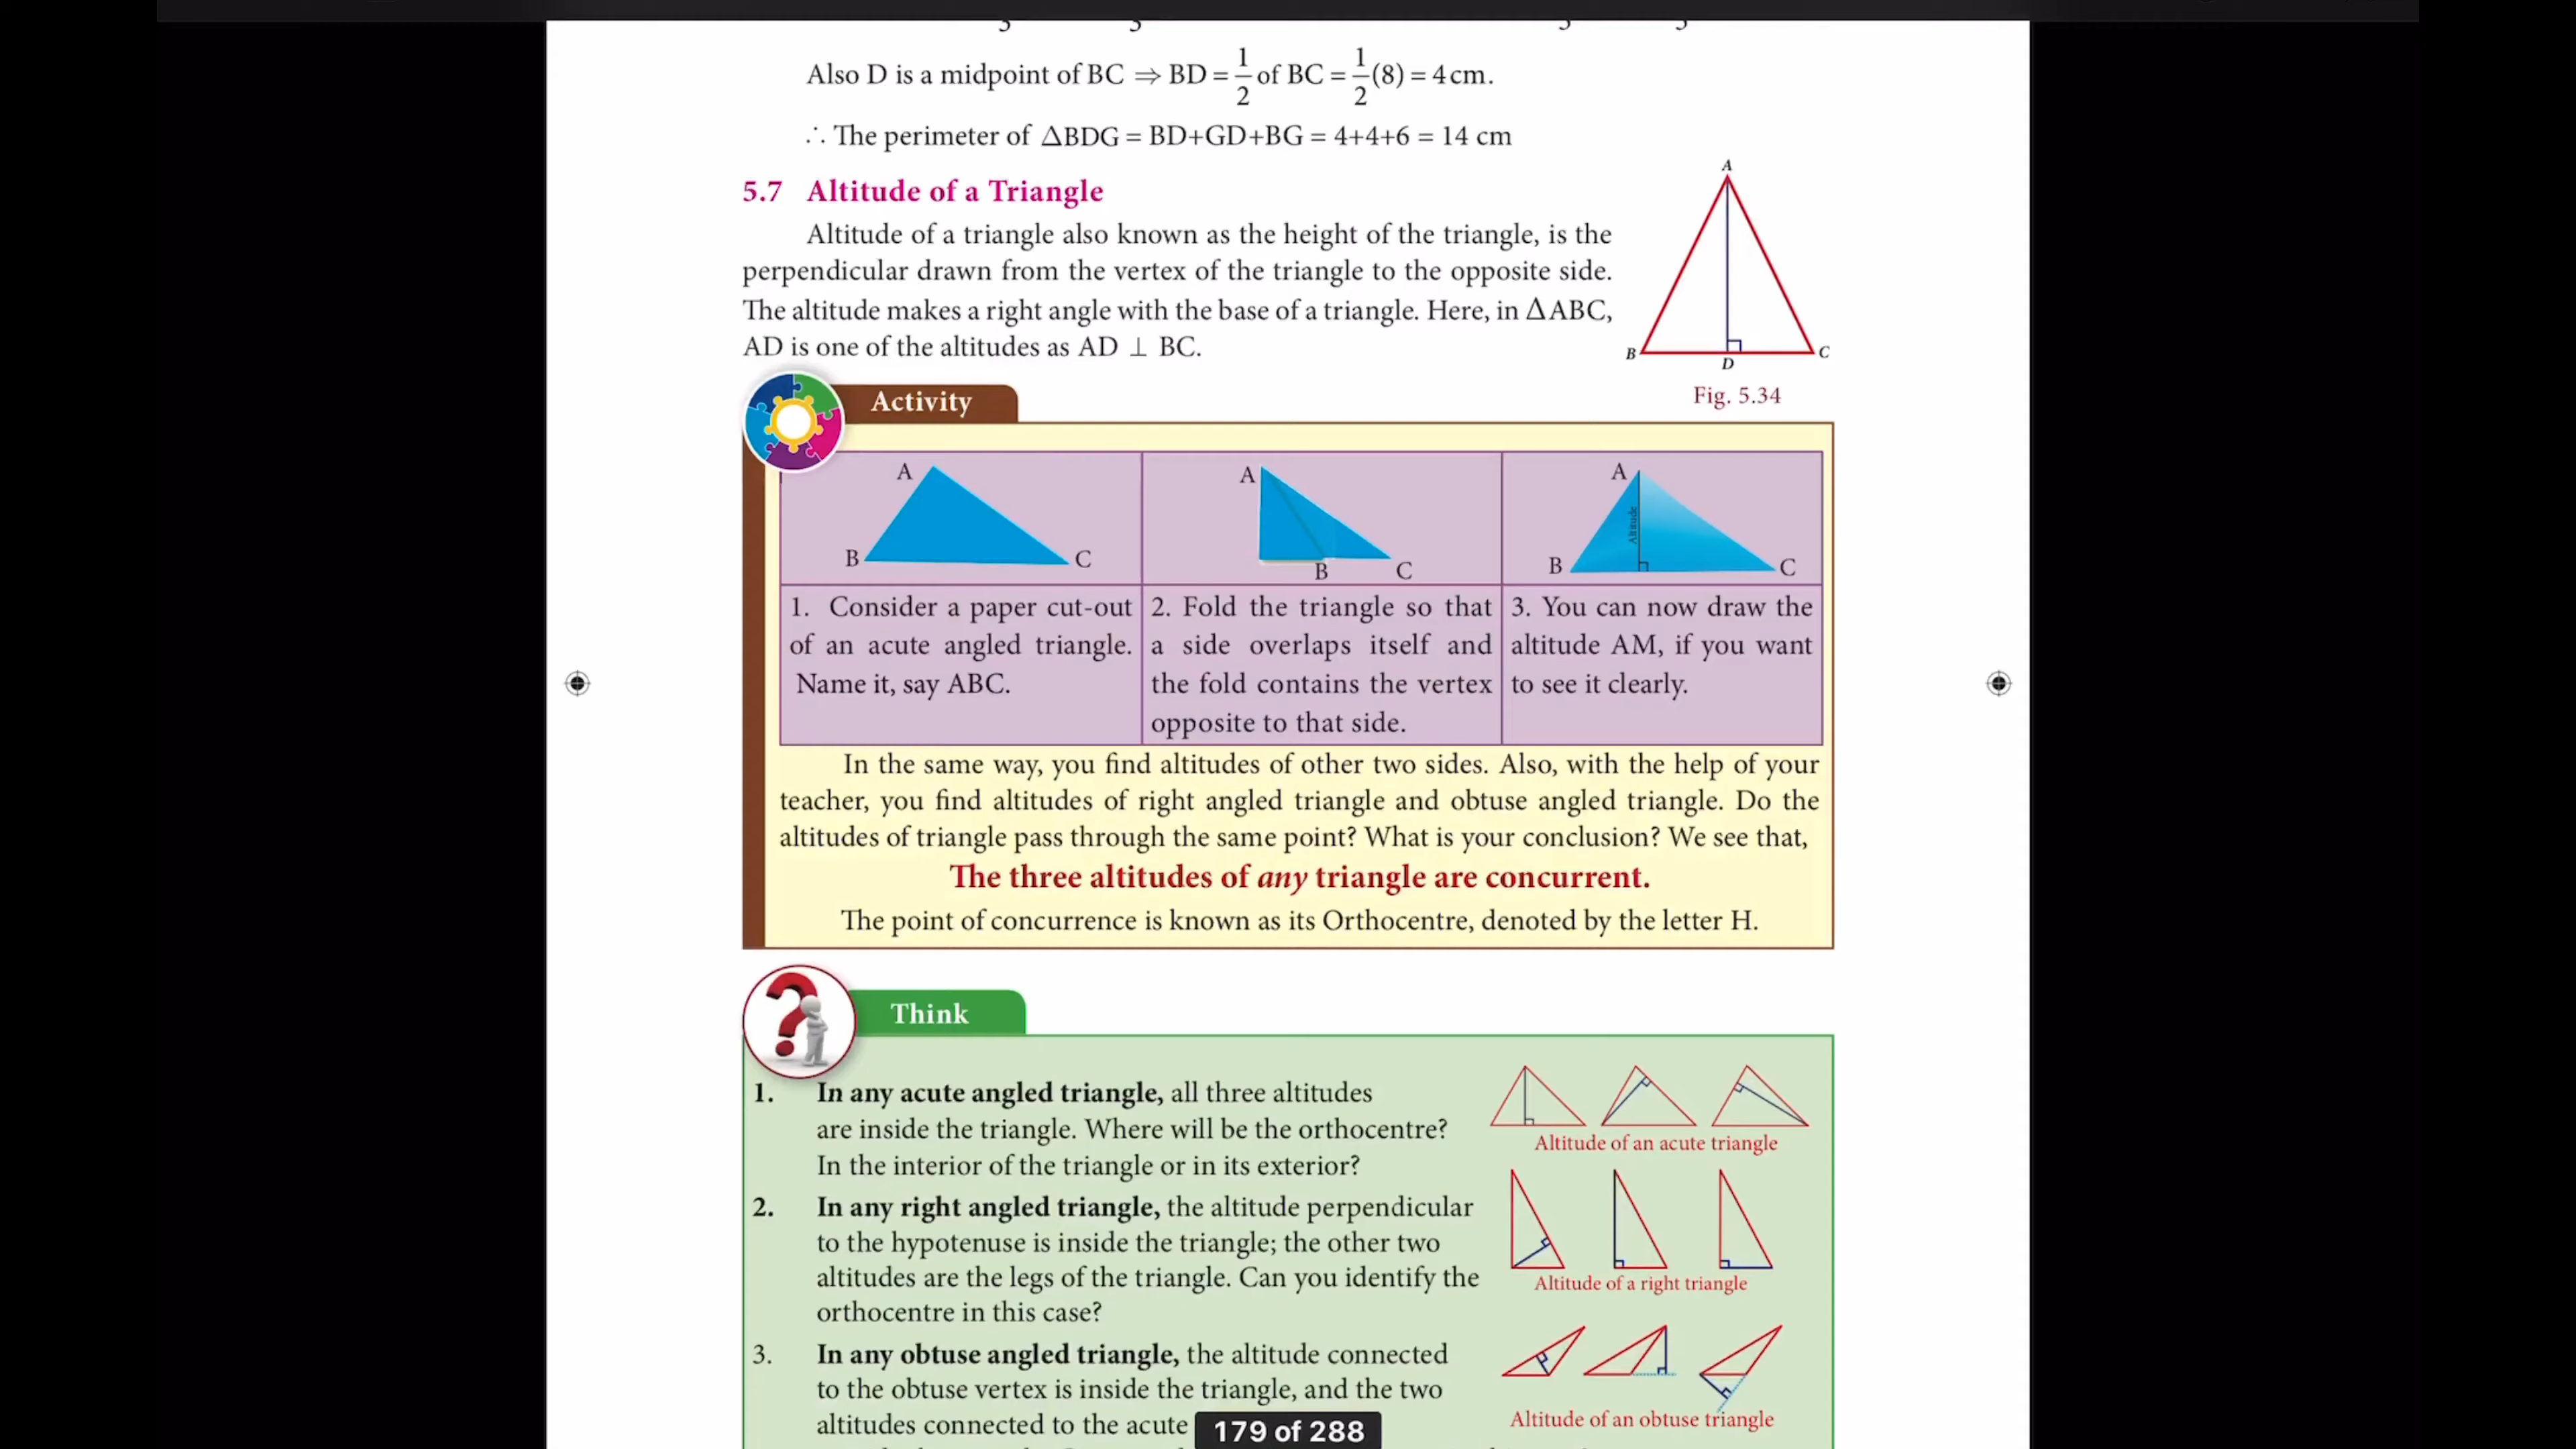 Also D is a midpoint of BC ⇒ BD = 1/2 of BC = 1/2 (8) = 4 cm.
∴ The perimeter of ΔBDG = BD+GD+BG = 4+4+6 = 14 cm
5.7 Altitude of a Triangle
Altitude of a triangle also known as the height of the triangle, is the
perpendicular drawn from the vertex of the triangle to the opposite side.
The altitude makes a right angle with the base of a triangle. Here, in ΔABC,
AD is one of the altitudes as AD ⊥ BC.
A
B
D
C
Fig. 5.34
Activity
A
B
C
A
B
C
A
Altitude
B
C
1. Consider a paper cut-out
of an acute angled triangle.
Name it, say ABC.
2. Fold the triangle so that
a side overlaps itself and
the fold contains the vertex
opposite to that side.
3. You can now draw the
altitude AM, if you want
to see it clearly.
In the same way, you find altitudes of other two sides. Also, with the help of your
teacher, you find altitudes of right angled triangle and obtuse angled triangle. Do the
altitudes of triangle pass through the same point? What is your conclusion? We see that,
The three altitudes of any triangle are concurrent.
The point of concurrence is known as its Orthocentre, denoted by the letter H.
Think
1. In any acute angled triangle, all three altitudes
are inside the triangle. Where will be the orthocentre?
In the interior of the triangle or in its exterior?
Altitude of an acute triangle
2. In any right angled triangle, the altitude perpendicular
to the hypotenuse is inside the triangle; the other two
altitudes are the legs of the triangle. Can you identify the
orthocentre in this case?
Altitude of a right triangle
3. In any obtuse angled triangle, the altitude connected
to the obtuse vertex is inside the triangle, and the two
altitudes connected to the acute
Altitude of an obtuse triangle
179 of 288